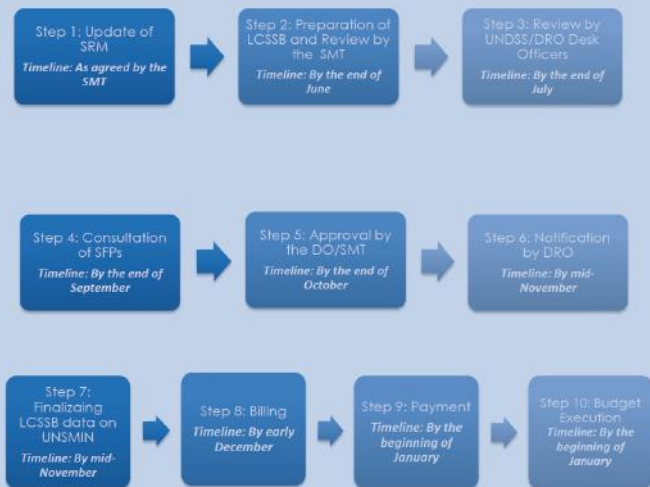 Step 1: Update of
SRM
Timeline: As agreed by the
SMT
Step 2: Preparation of
LCSSB and Review by
the SMT
Timeline: By the end of
June
Step 3: Review by
UNDSS/DRO Desk
Officers
Timeline: By the end of
July
Step 4: Consultation
of SFPs
Timeline: By the end of
September
Step 5: Approval by
the DO/SMT
Timeline: By the end of
October
Step 6: Notification
by DRO
Timeline: By mid-
November
Step 7:
Finalizaing
LCSSB data on
UNSMIN
Timeline: By mid-
November
Step 8: Billing
Timeline: By early
December
Step 9: Payment
Timeline: By the
beginning of
January
Step 10: Budget
Execution
Timeline: By the
beginning of
January